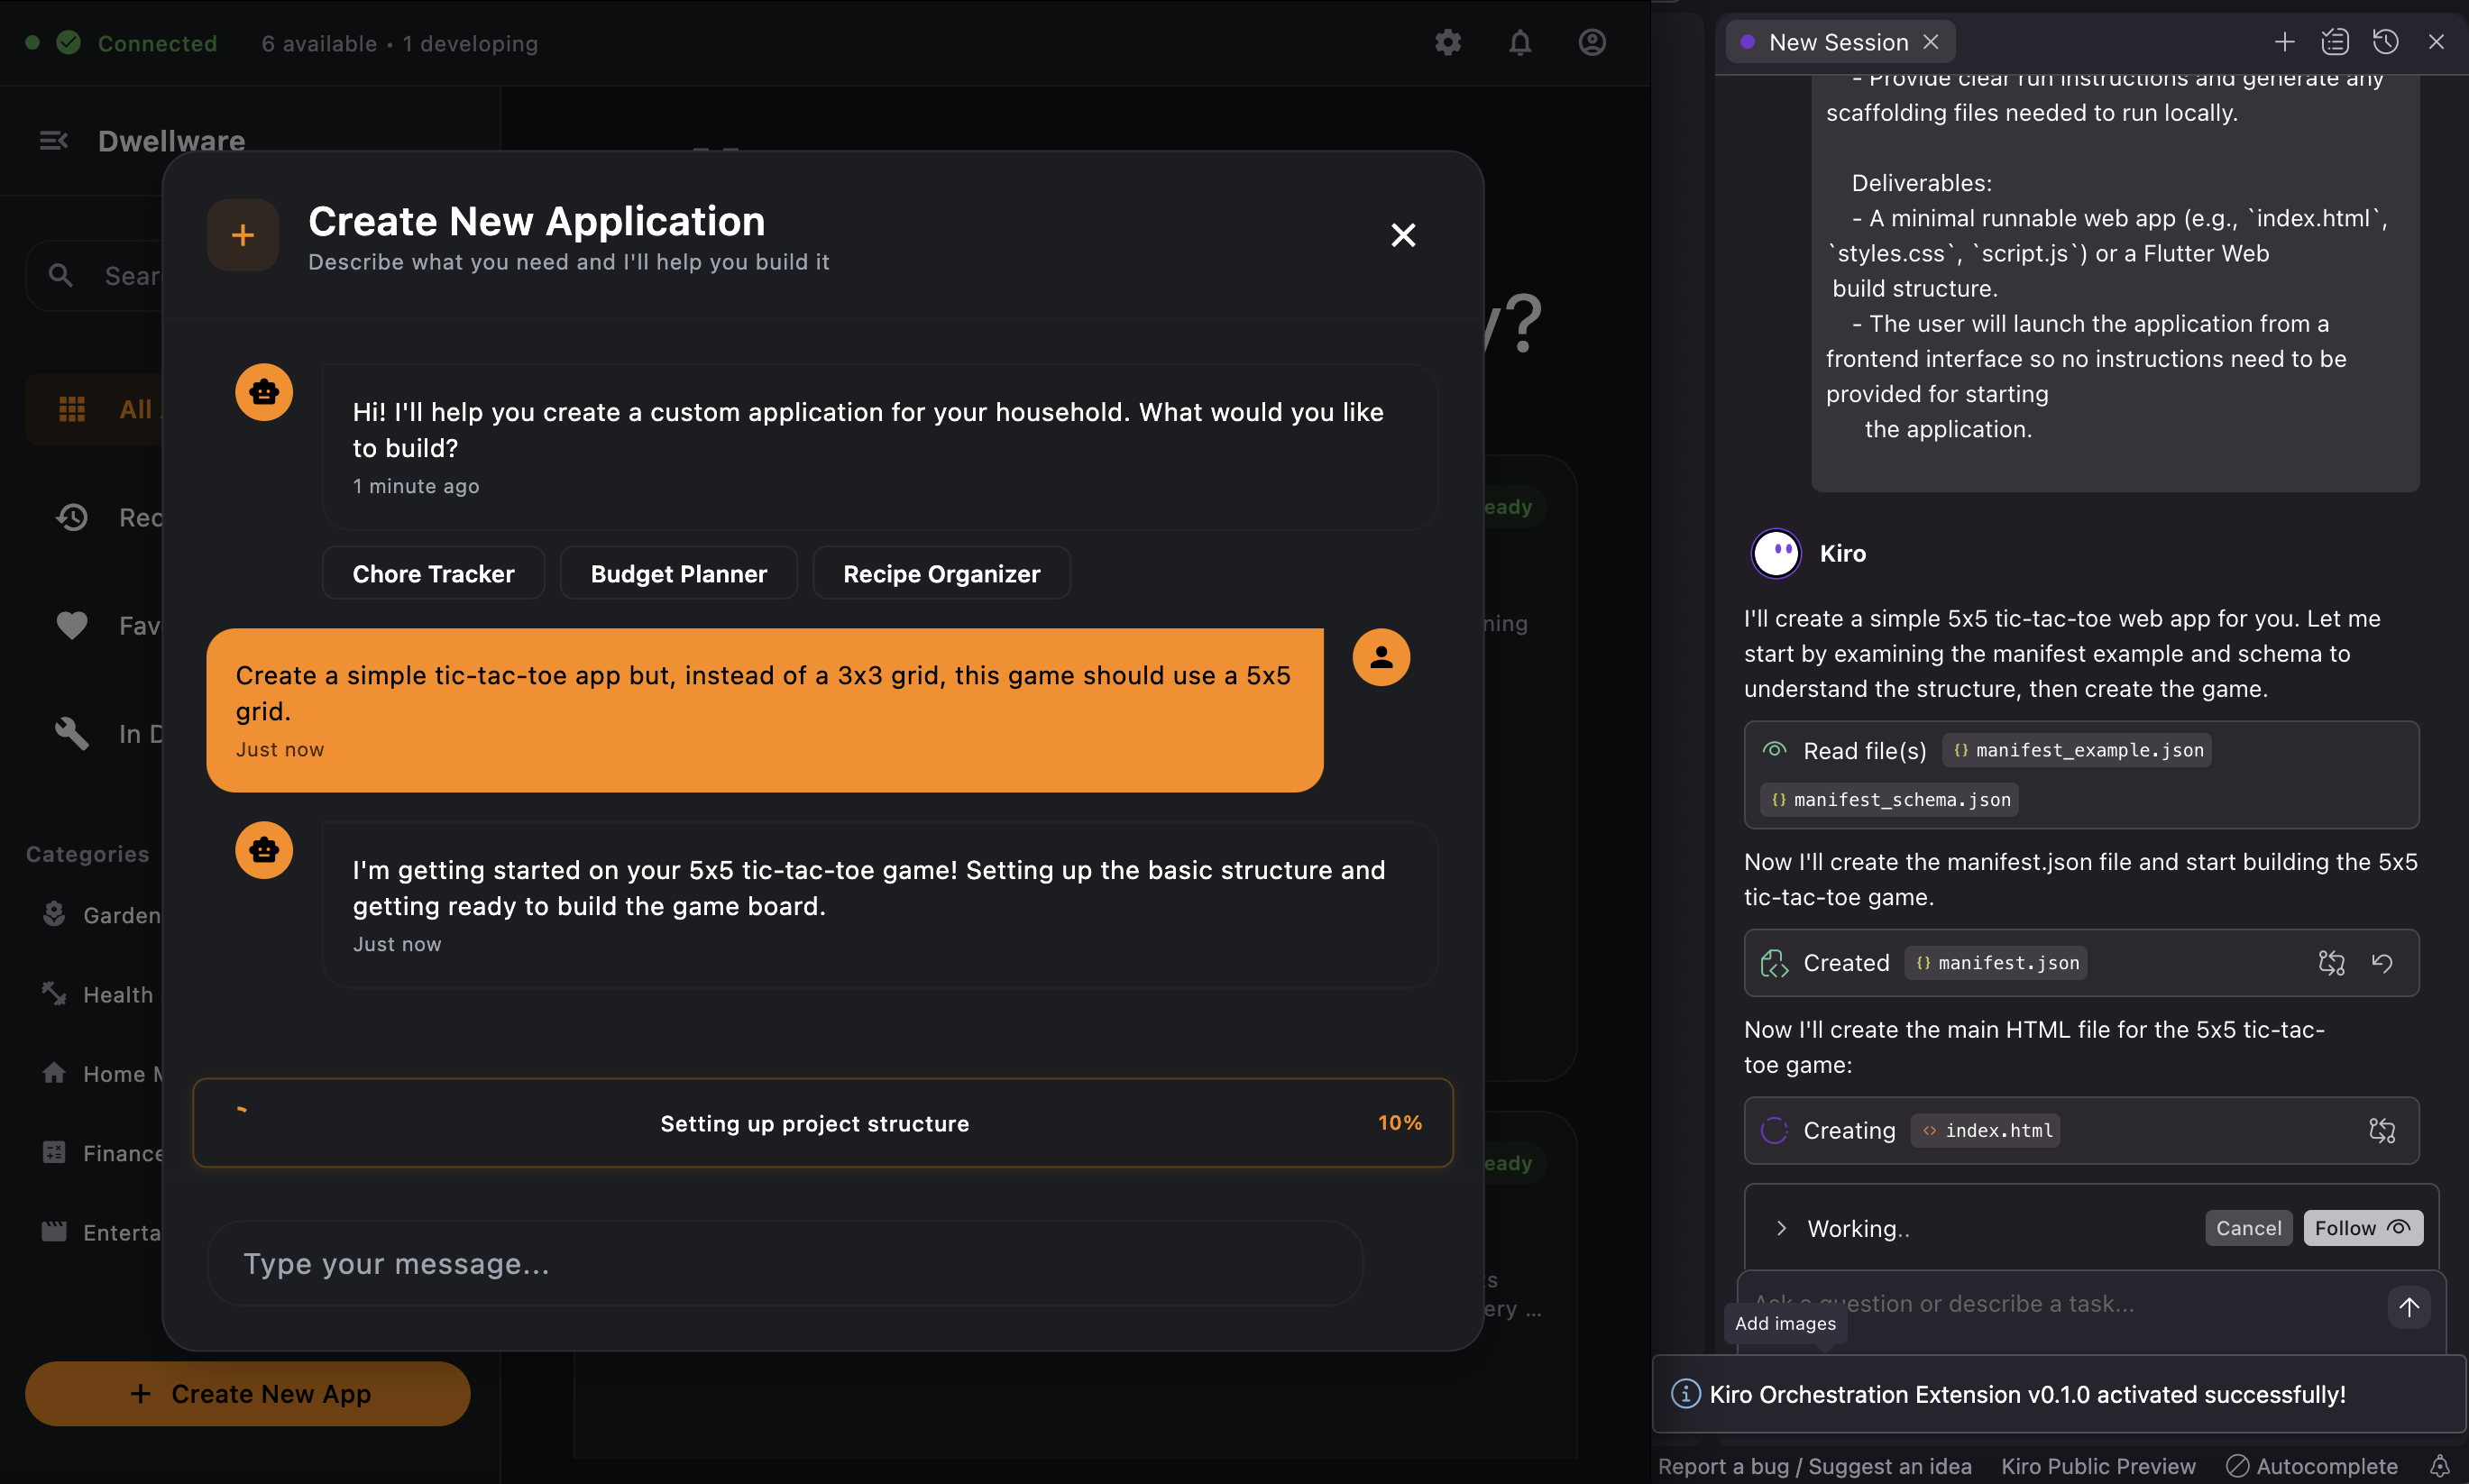 Connected
6 available • 1 developing
Dwellware
Create New Application
Describe what you need and I'll help you build it
Hi! I'll help you create a custom application for your household. What would you like
to build?
1 minute ago
Chore Tracker
Budget Planner
Recipe Organizer
Create a simple tic-tac-toe app but, instead of a 3x3 grid, this game should use a 5x5
grid.
Just now
I'm getting started on your 5x5 tic-tac-toe game! Setting up the basic structure and
getting ready to build the game board.
Just now
Setting up project structure
10%
Type your message...
Sear
All
Rec
Fav
In D
Categories
Garden
Health
Home M
Finance
Enterta
+ Create New App
y?
eady
ning
eady
s
ery ...
New Session
- Provide clear run instructions and generate any
scaffolding files needed to run locally.
Deliverables:
- A minimal runnable web app (e.g., `index.html`,
`styles.css`, `script.js`) or a Flutter Web
build structure.
- The user will launch the application from a
frontend interface so no instructions need to be
provided for starting
the application.
Kiro
I'll create a simple 5x5 tic-tac-toe web app for you. Let me
start by examining the manifest example and schema to
understand the structure, then create the game.
Read file(s) {} manifest_example.json
{} manifest_schema.json
Now I'll create the manifest.json file and start building the 5x5
tic-tac-toe game.
Created {} manifest.json
Now I'll create the main HTML file for the 5x5 tic-tac-
toe game:
Creating <> index.html
Working..
Cancel
Follow
Ask a question or describe a task...
Add images
Kiro Orchestration Extension v0.1.0 activated successfully!
Report a bug / Suggest an idea
Kiro Public Preview
Autocomplete